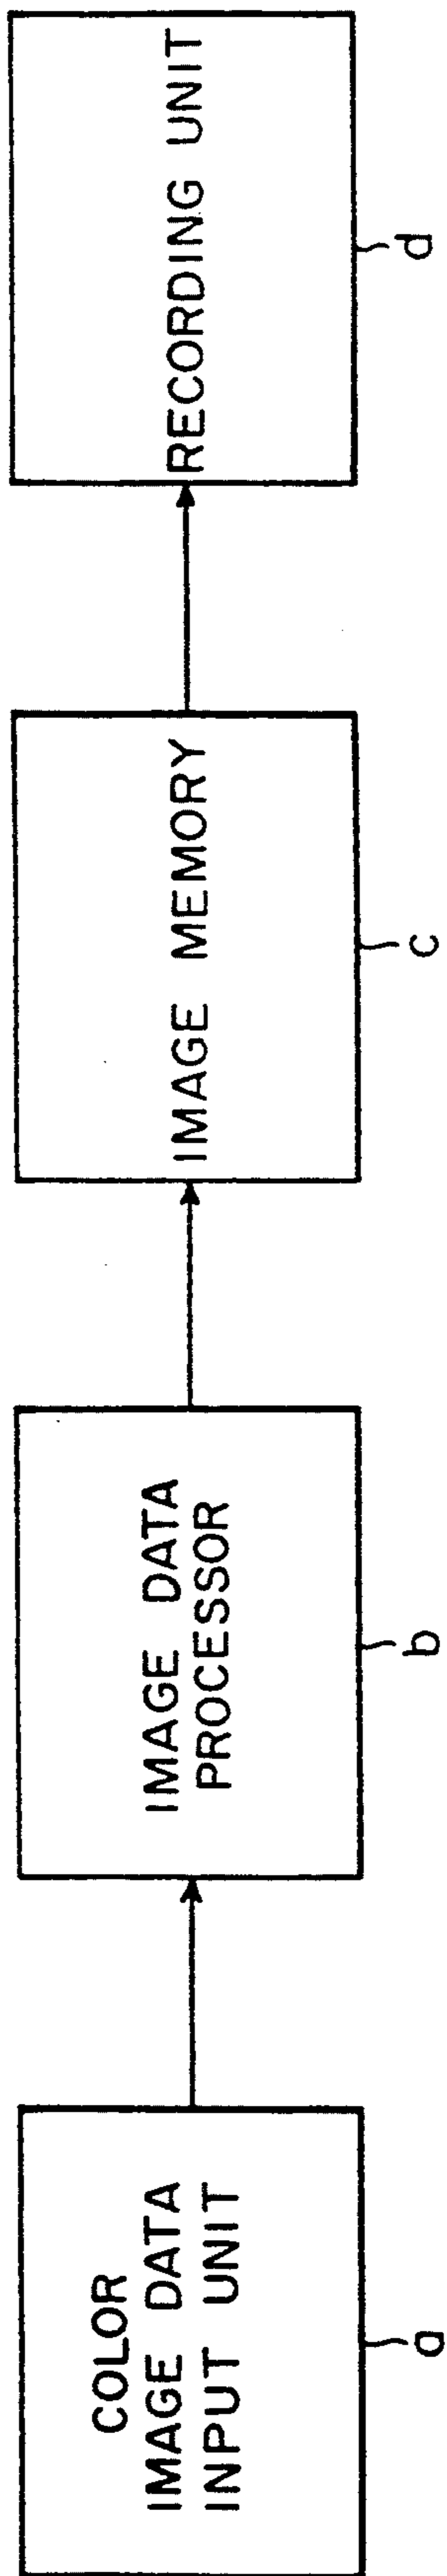 COLOR
IMAGE DATA
INPUT UNIT
a
IMAGE DATA
PROCESSOR
b
IMAGE MEMORY
c
RECORDING UNIT
d